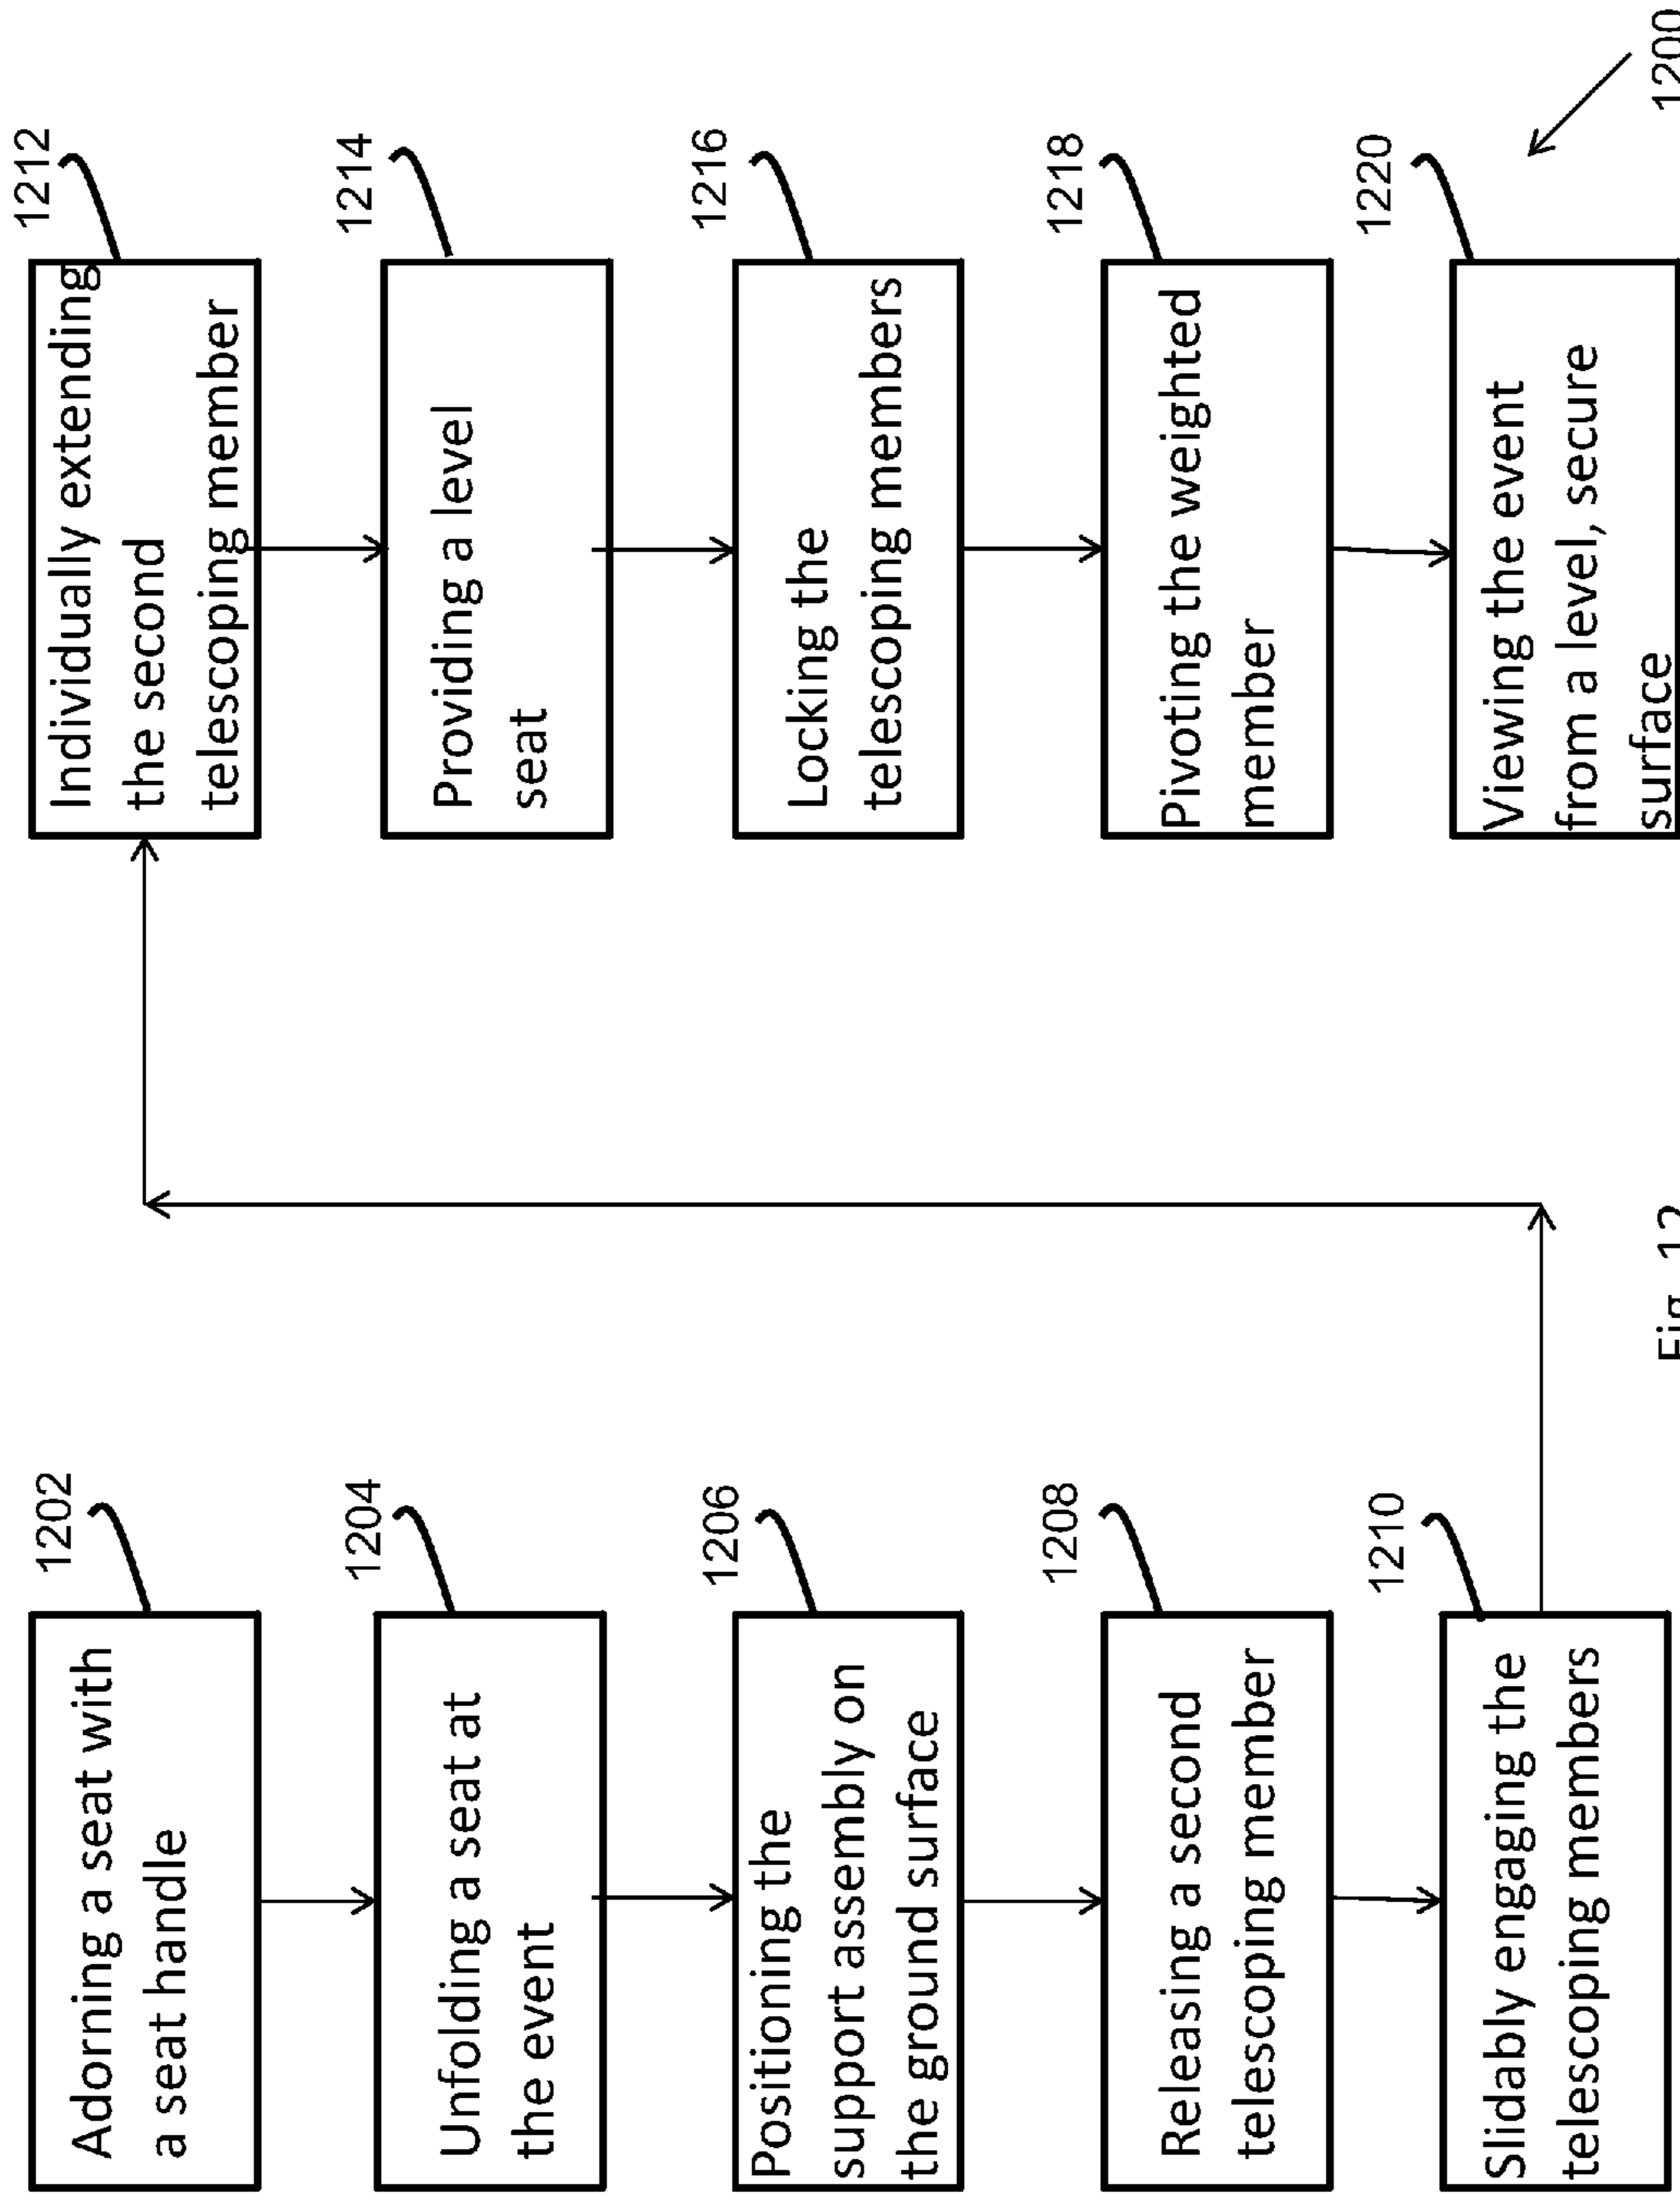 1202
Adorning a seat with
a seat handle
1204
Unfolding a seat at
the event
1206
Positioning the
support assembly on
the ground surface
1208
Releasing a second
telescoping member
1210
Slidably engaging the
telescoping members
1212
Individually extending
the second
telescoping member
1214
Providing a level
seat
1216
Locking the
telescoping members
1218
Pivoting the weighted
member
1220
Viewing the event
from a level, secure
surface
1200
Fig. 12